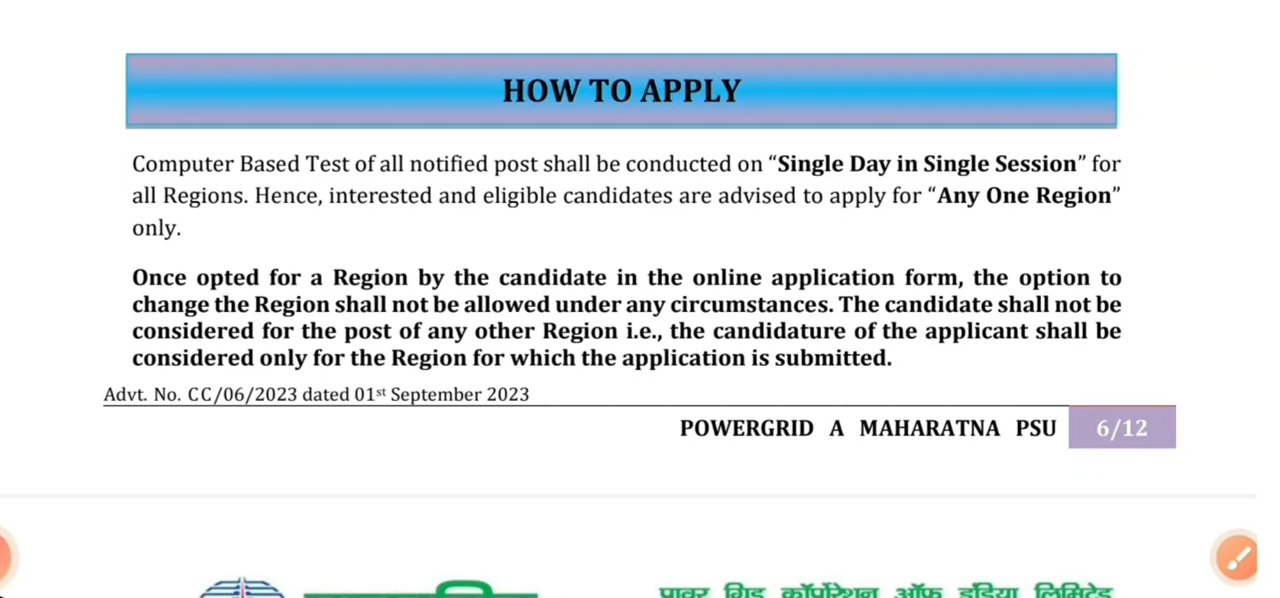 HOW TO APPLY
Computer Based Test of all notified post shall be conducted on “Single Day in Single Session” for
all Regions. Hence, interested and eligible candidates are advised to apply for “Any One Region”
only.
Once opted for a Region by the candidate in the online application form, the option to
change the Region shall not be allowed under any circumstances. The candidate shall not be
considered for the post of any other Region i.e., the candidature of the applicant shall be
considered only for the Region for which the application is submitted.
Advt. No. CC/06/2023 dated 01st September 2023
POWERGRID A MAHARATNA PSU 6/12
पावर ग्रिड कॉर्पोरेशन ऑफ इंडिया लिमिटेड